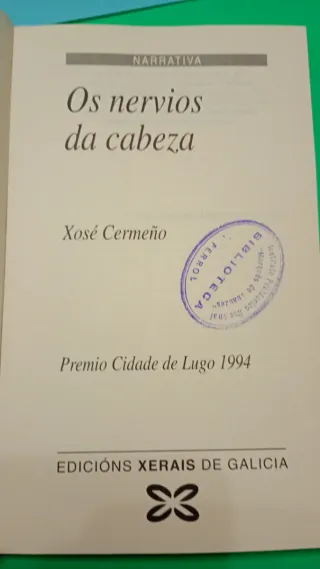 NARRATIVA
Os nervios
da cabeza
Xosé Cermeño
BIBLIOTECA
FERROL
Premio Cidade de Lugo 1994
EDICIÓNS XERAIS DE GALICIA